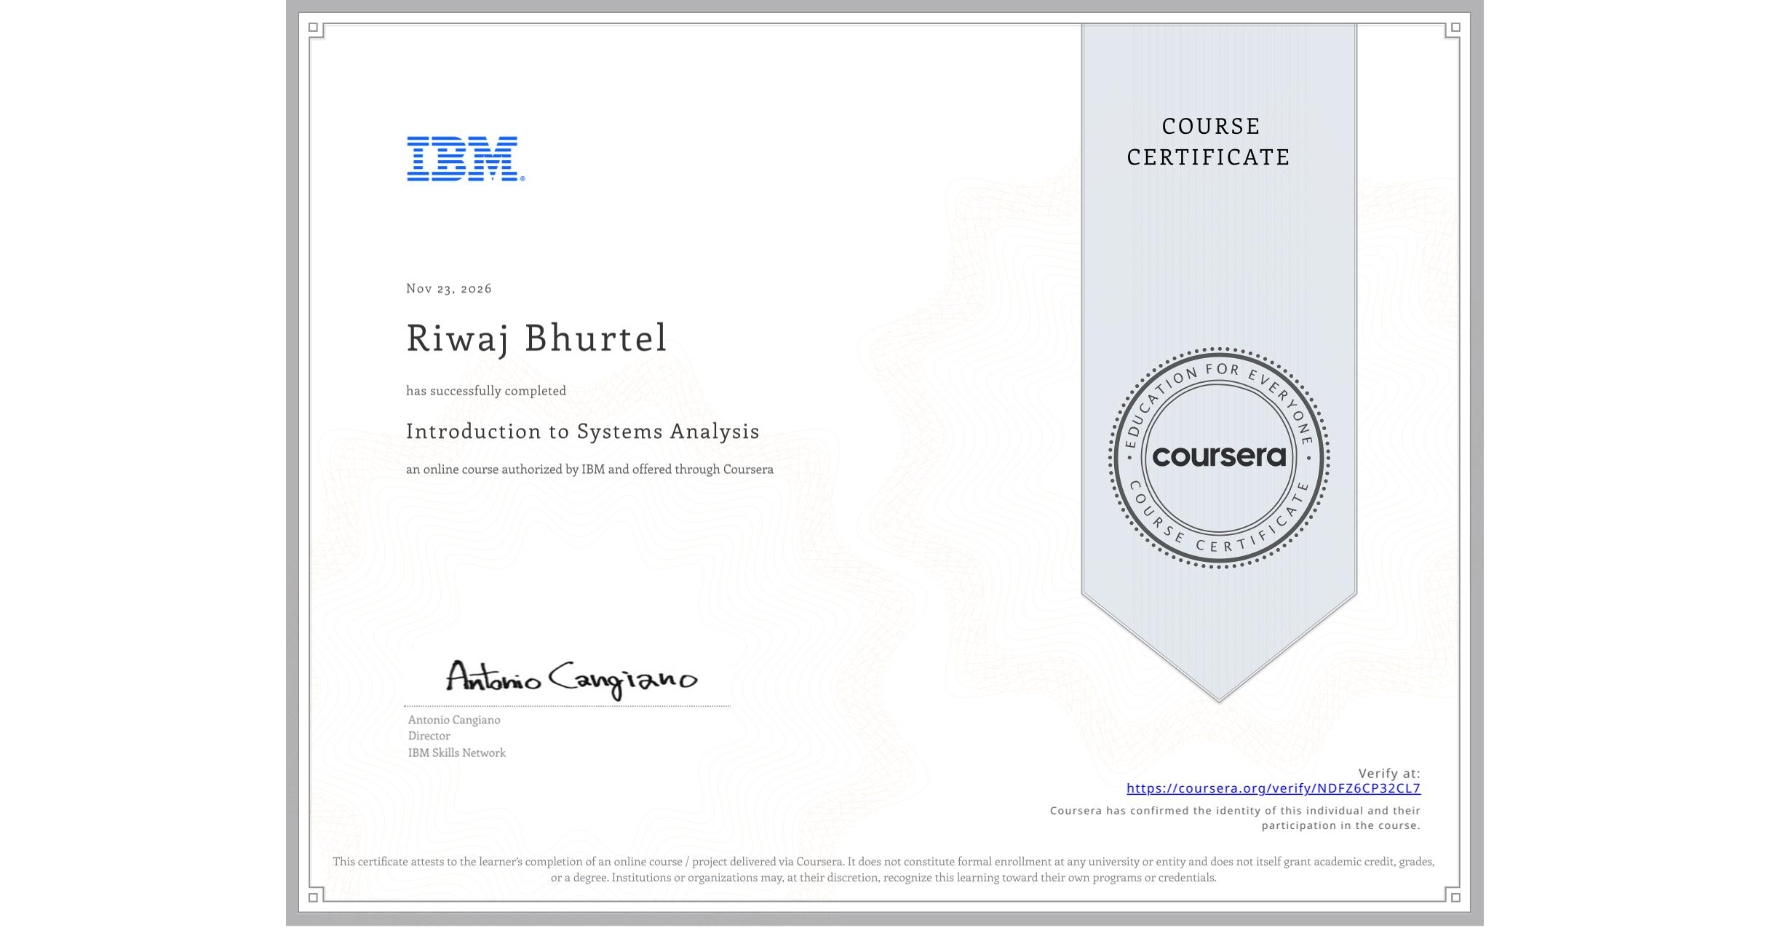 COURSE
CERTIFICATE
IBM®
Nov 23, 2026
Riwaj Bhurtel
has successfully completed
Introduction to Systems Analysis
an online course authorized by IBM and offered through Coursera
EDUCATION FOR EVERYONE
coursera
COURSE CERTIFICATE
Antonio Cangiano
Antonio Cangiano
Director
IBM Skills Network
Verify at:
https://coursera.org/verify/NDFZ6CP32CL7
Coursera has confirmed the identity of this individual and their
participation in the course.
This certificate attests to the learner's completion of an online course / project delivered via Coursera. It does not constitute formal enrollment at any university or entity and does not itself grant academic credit, grades,
or a degree. Institutions or organizations may, at their discretion, recognize this learning toward their own programs or credentials.